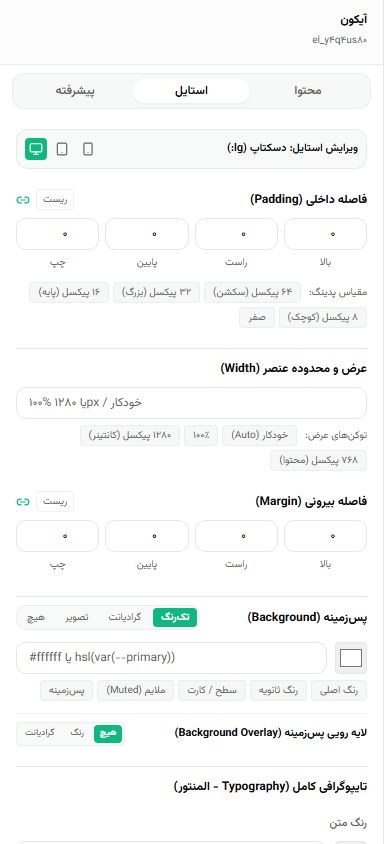 آیکون
el_y۴q۴us۸۰
محتوا استایل پیشرفته
ویرایش استایل: دسکتاپ (lg:)
فاصله داخلی (Padding) ریست
۰ ۰ ۰ ۰
بالا راست پایین چپ
مقیاس پدینگ: ۶۴ پیکسل (سکشن) ۳۲ پیکسل (بزرگ) ۱۶ پیکسل (پایه)
۸ پیکسل (کوچک) صفر
عرض و محدوده عنصر (Width)
خودکار / pxیا ۱۲۸۰ %۱۰۰
توکن‌های عرض: خودکار (Auto) ۱۰۰٪ ۱۲۸۰ پیکسل (کانتینر)
۷۶۸ پیکسل (محتوا)
فاصله بیرونی (Margin) ریست
۰ ۰ ۰ ۰
بالا راست پایین چپ
پس‌زمینه (Background) تک‌رنگ گرادیانت تصویر هیچ
#ffffff یا hsl(var(--primary))
رنگ اصلی رنگ ثانویه سطح / کارت ملایم (Muted) پس‌زمینه
لایه رویی پس‌زمینه (Background Overlay) هیچ رنگ گرادیانت
تایپوگرافی کامل (Typography - المنتور)
رنگ متن